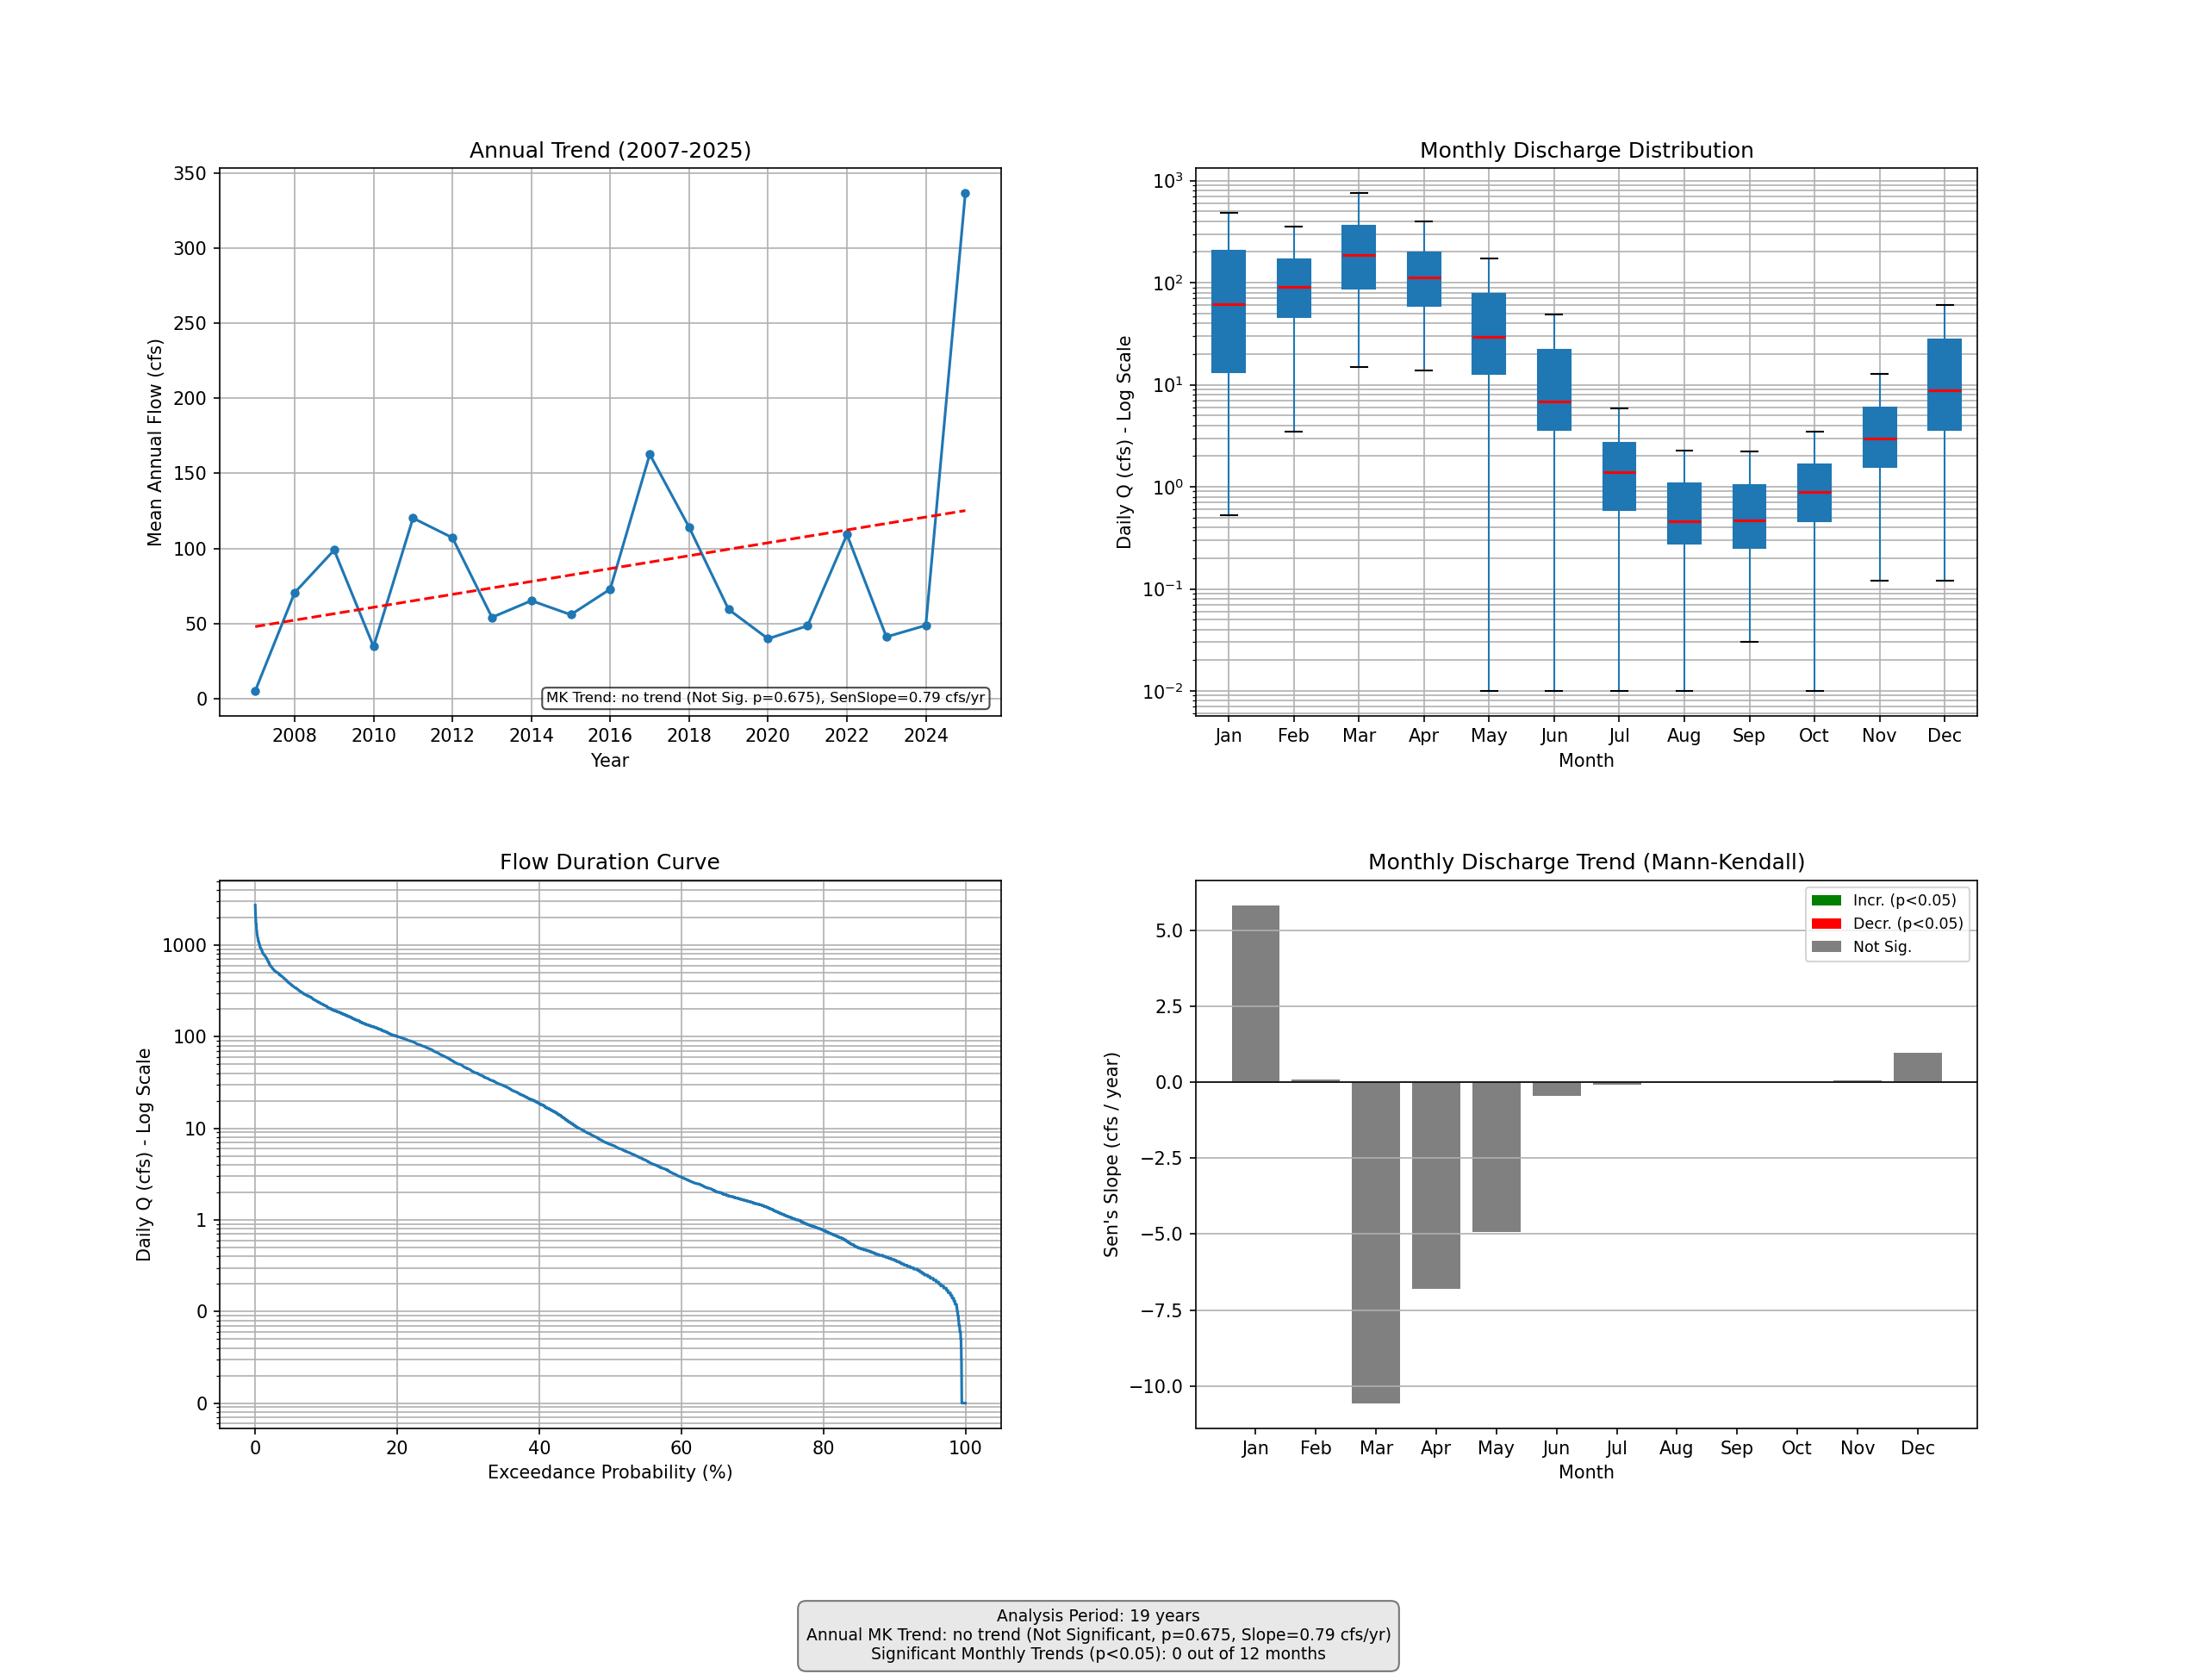 Annual Trend (2007-2025)
Mean Annual Flow (cfs)
350
300
250
200
150
100
50
0
MK Trend: no trend (Not Sig. p=0.675), SenSlope=0.79 cfs/yr
2008 2010 2012 2014 2016 2018 2020 2022 2024
Year
Monthly Discharge Distribution
Daily Q (cfs) - Log Scale
10³
10²
10¹
10⁰
10⁻¹
10⁻²
Jan Feb Mar Apr May Jun Jul Aug Sep Oct Nov Dec
Month
Flow Duration Curve
Daily Q (cfs) - Log Scale
1000
100
10
1
0
0
0 20 40 60 80 100
Exceedance Probability (%)
Monthly Discharge Trend (Mann-Kendall)
Sen's Slope (cfs / year)
5.0
2.5
0.0
−2.5
−5.0
−7.5
−10.0
Incr. (p<0.05)
Decr. (p<0.05)
Not Sig.
Jan Feb Mar Apr May Jun Jul Aug Sep Oct Nov Dec
Month
Analysis Period: 19 years
Annual MK Trend: no trend (Not Significant, p=0.675, Slope=0.79 cfs/yr)
Significant Monthly Trends (p<0.05): 0 out of 12 months